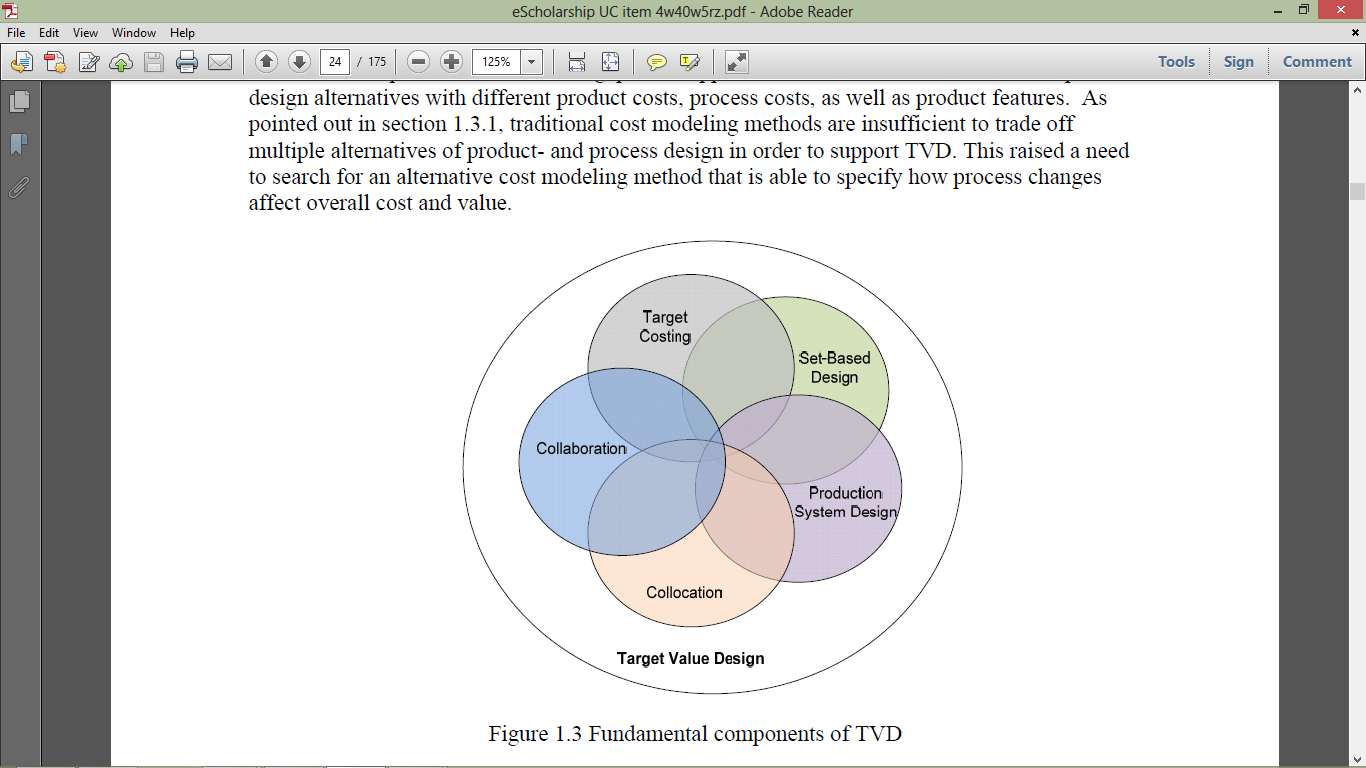 eScholarship UC item 4w40w5rz.pdf - Adobe Reader
File Edit View Window Help
24 / 175 125% Tools Sign Comment
design alternatives with different product costs, process costs, as well as product features. As
pointed out in section 1.3.1, traditional cost modeling methods are insufficient to trade off
multiple alternatives of product- and process design in order to support TVD. This raised a need
to search for an alternative cost modeling method that is able to specify how process changes
affect overall cost and value.
Target
Costing
Set-Based
Design
Collaboration
Production
System Design
Collocation
Target Value Design
Figure 1.3 Fundamental components of TVD